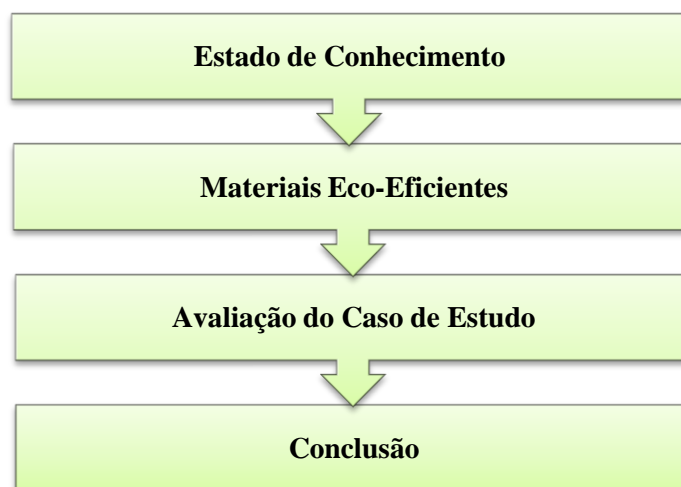 Estado de Conhecimento
Materiais Eco-Eficientes
Avaliação do Caso de Estudo
Conclusão